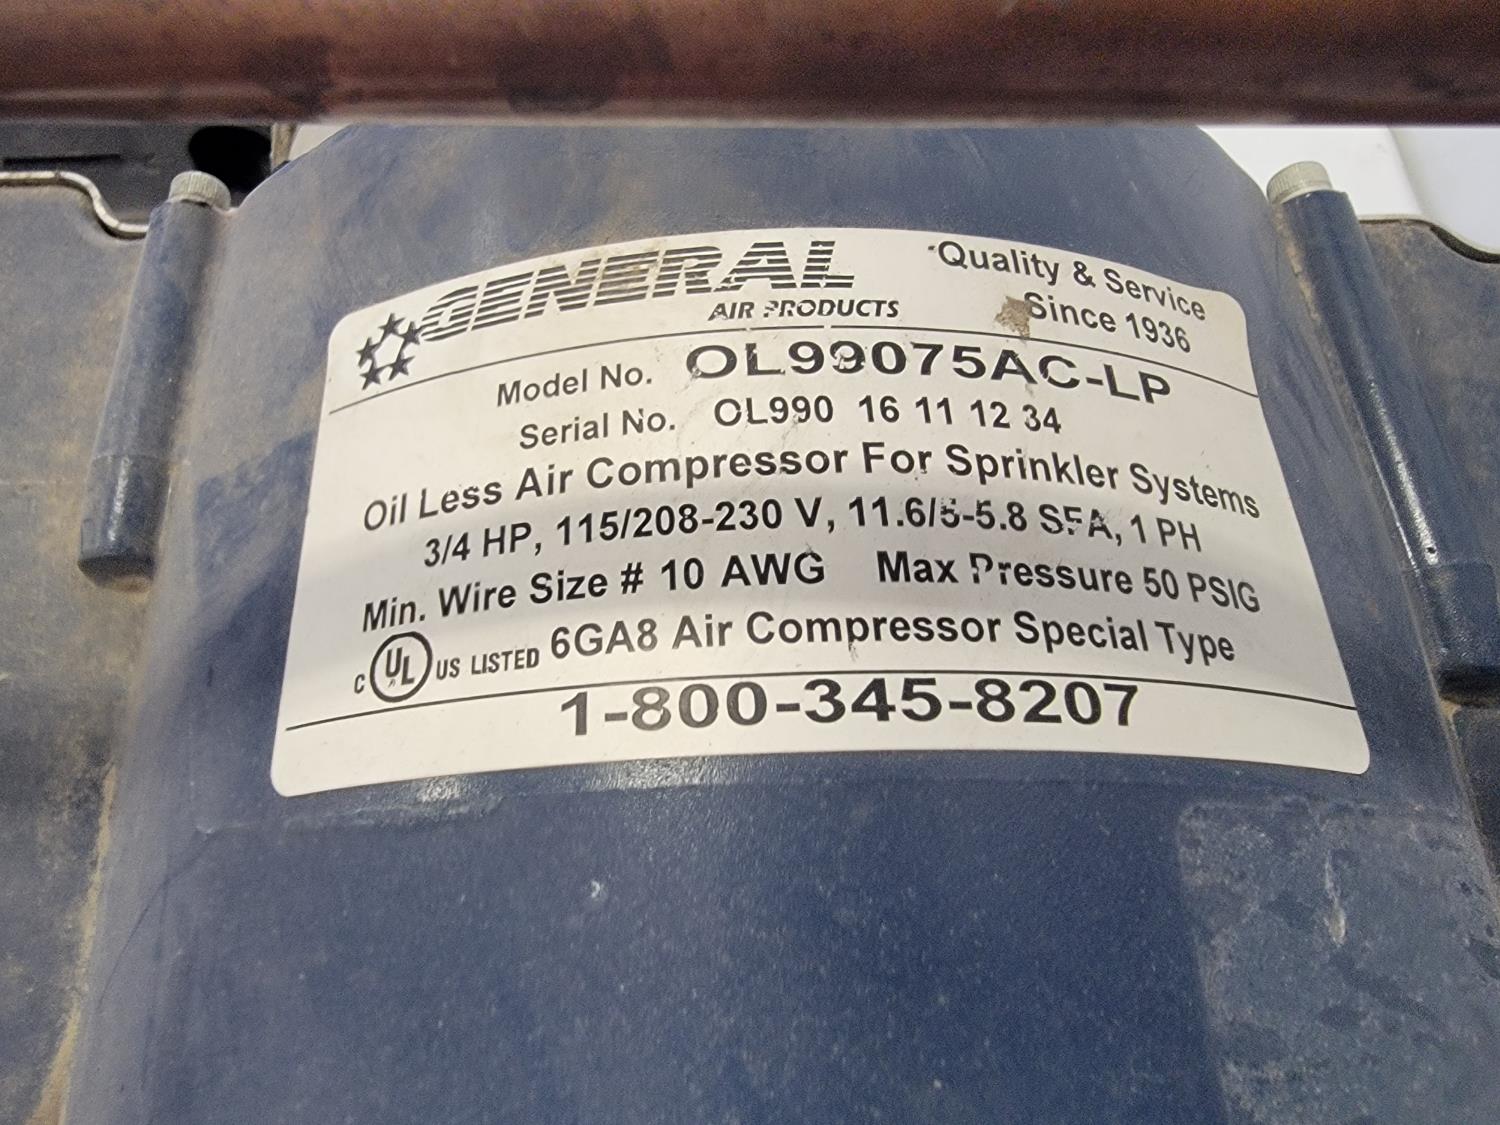 GENERAL
AIR PRODUCTS
Quality & Service
Since 1936
Model No. OL99075AC-LP
Serial No. OL990 16 11 12 34
Oil Less Air Compressor For Sprinkler Systems
3/4 HP, 115/208-230 V, 11.6/5-5.8 SFA, 1 PH
Min. Wire Size # 10 AWG Max Pressure 50 PSIG
C UL US LISTED 6GA8 Air Compressor Special Type
1-800-345-8207